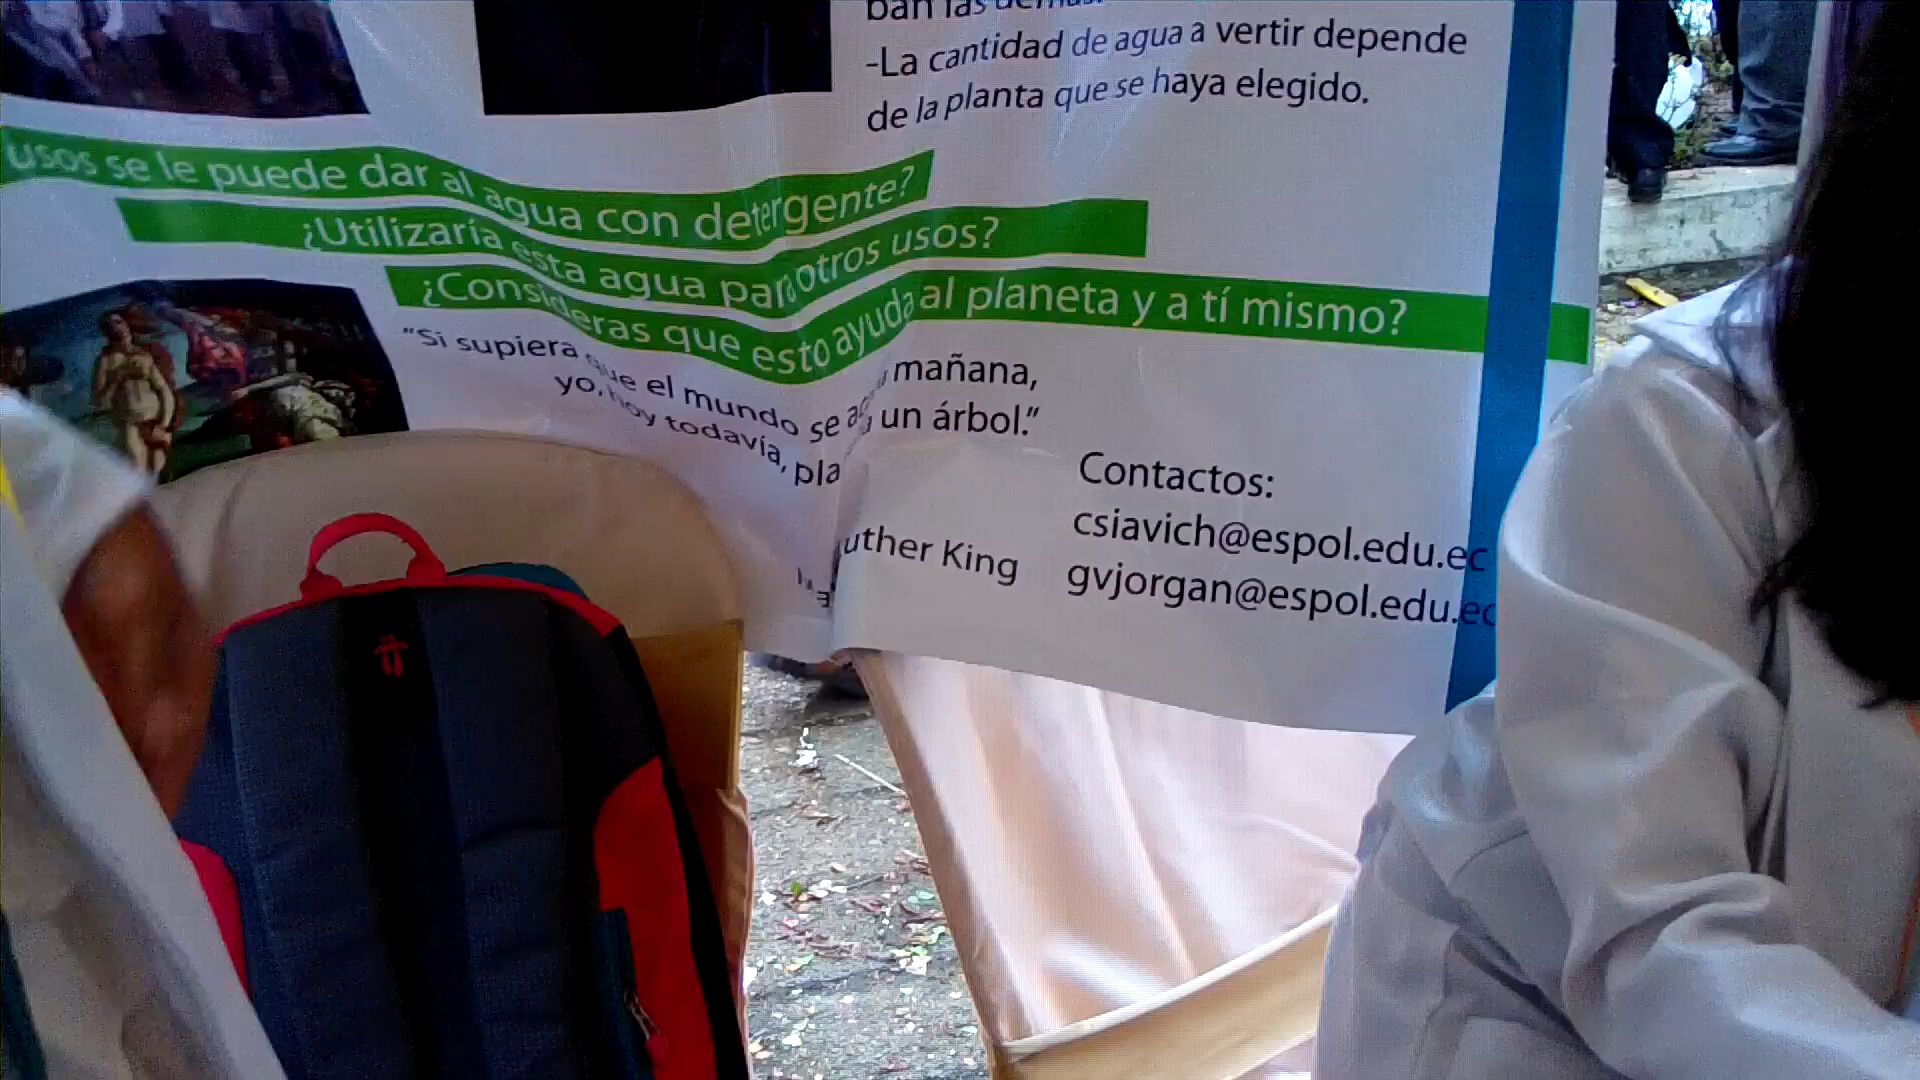 ban las demás.
-La cantidad de agua a vertir depende
de la planta que se haya elegido.
usos se le puede dar al agua con detergente?
¿Utilizaría esta agua para otros usos?
¿Consideras que esto ayuda al planeta y a tí mismo?
"Si supiera que el mundo se mañana,
yo, hoy todavía, un árbol."
uther King
Contactos:
csiavich@espol.edu.ec
gvjorgan@espol.edu.ec